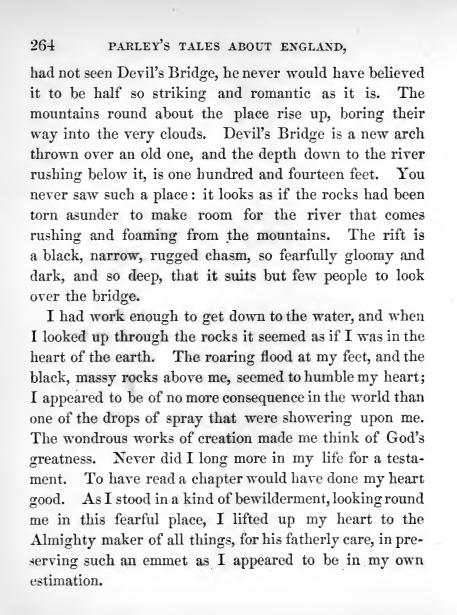 264 PARLEY'S TALES ABOUT ENGLAND,
had not seen Devil's Bridge, he never would have believed
it to be half so striking and romantic as it is. The
mountains round about the place rise up, boring their
way into the very clouds. Devil's Bridge is a new arch
thrown over an old one, and the depth down to the river
rushing below it, is one hundred and fourteen feet. You
never saw such a place: it looks as if the rocks had been
torn asunder to make room for the river that comes
rushing and foaming from the mountains. The rift is
a black, narrow, rugged chasm, so fearfully gloomy and
dark, and so deep, that it suits but few people to look
over the bridge.
I had work enough to get down to the water, and when
I looked up through the rocks it seemed as if I was in the
heart of the earth. The roaring flood at my feet, and the
black, massy rocks above me, seemed to humble my heart;
I appeared to be of no more consequence in the world than
one of the drops of spray that were showering upon me.
The wondrous works of creation made me think of God's
greatness. Never did I long more in my life for a testa-
ment. To have read a chapter would have done my heart
good. As I stood in a kind of bewilderment, looking round
me in this fearful place, I lifted up my heart to the
Almighty maker of all things, for his fatherly care, in pre-
serving such an emmet as I appeared to be in my own
estimation.